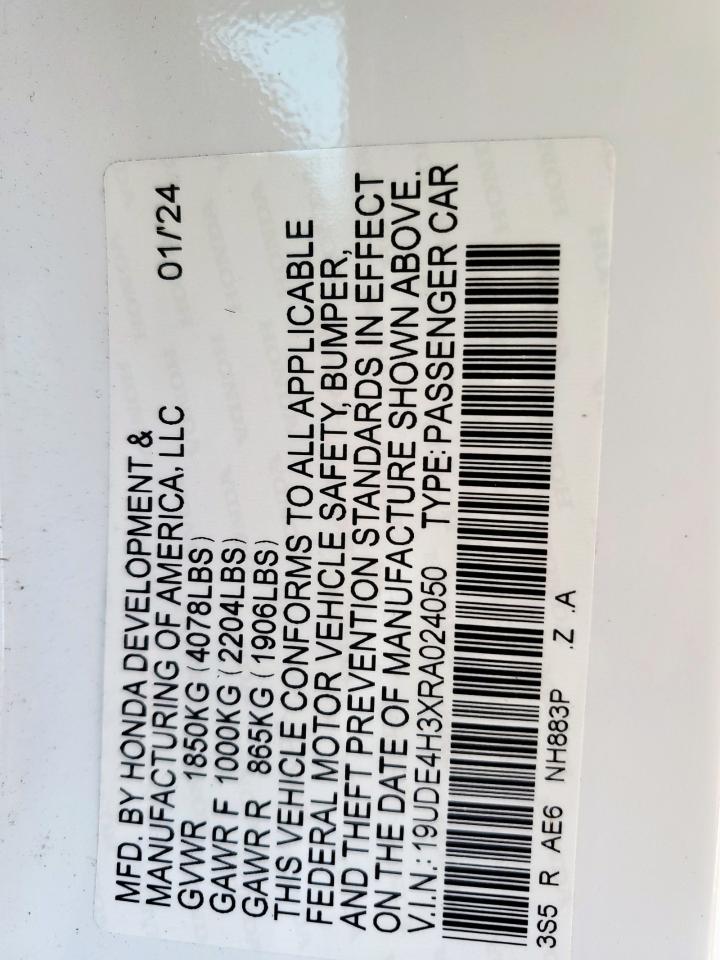 MFD. BY HONDA DEVELOPMENT &
MANUFACTURING OF AMERICA, LLC 01/'24
GVWR 1850KG (4078LBS)
GAWR F 1000KG (2204LBS)
GAWR R 865KG (1906LBS)
THIS VEHICLE CONFORMS TO ALL APPLICABLE
FEDERAL MOTOR VEHICLE SAFETY, BUMPER,
AND THEFT PREVENTION STANDARDS IN EFFECT
ON THE DATE OF MANUFACTURE SHOWN ABOVE.
V.I.N.: 19UDE4H3XRA024050 TYPE: PASSENGER CAR
3S5 R AE6 NH883P .Z .A